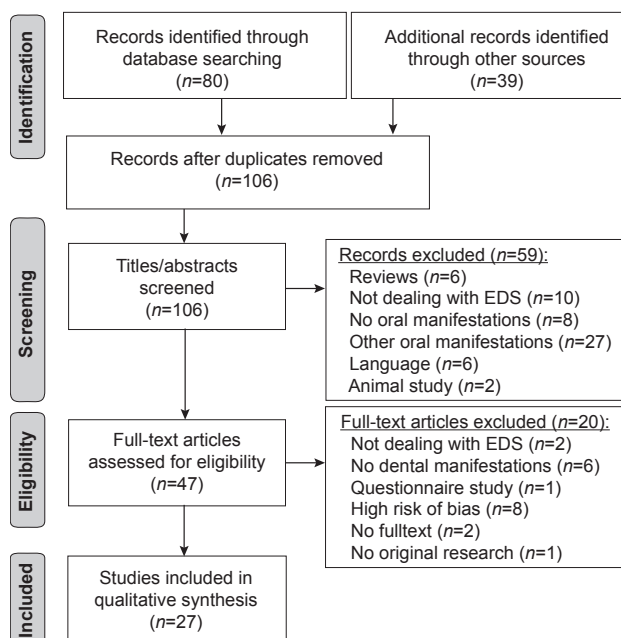 Identification
Records identified through
database searching
(n=80)
Additional records identified
through other sources
(n=39)
Records after duplicates removed
(n=106)
Screening
Titles/abstracts
screened
(n=106)
Records excluded (n=59):
Reviews (n=6)
Not dealing with EDS (n=10)
No oral manifestations (n=8)
Other oral manifestations (n=27)
Language (n=6)
Animal study (n=2)
Eligibility
Full-text articles
assessed for eligibility
(n=47)
Full-text articles excluded (n=20):
Not dealing with EDS (n=2)
No dental manifestations (n=6)
Questionnaire study (n=1)
High risk of bias (n=8)
No fulltext (n=2)
No original research (n=1)
Included
Studies included in
qualitative synthesis
(n=27)